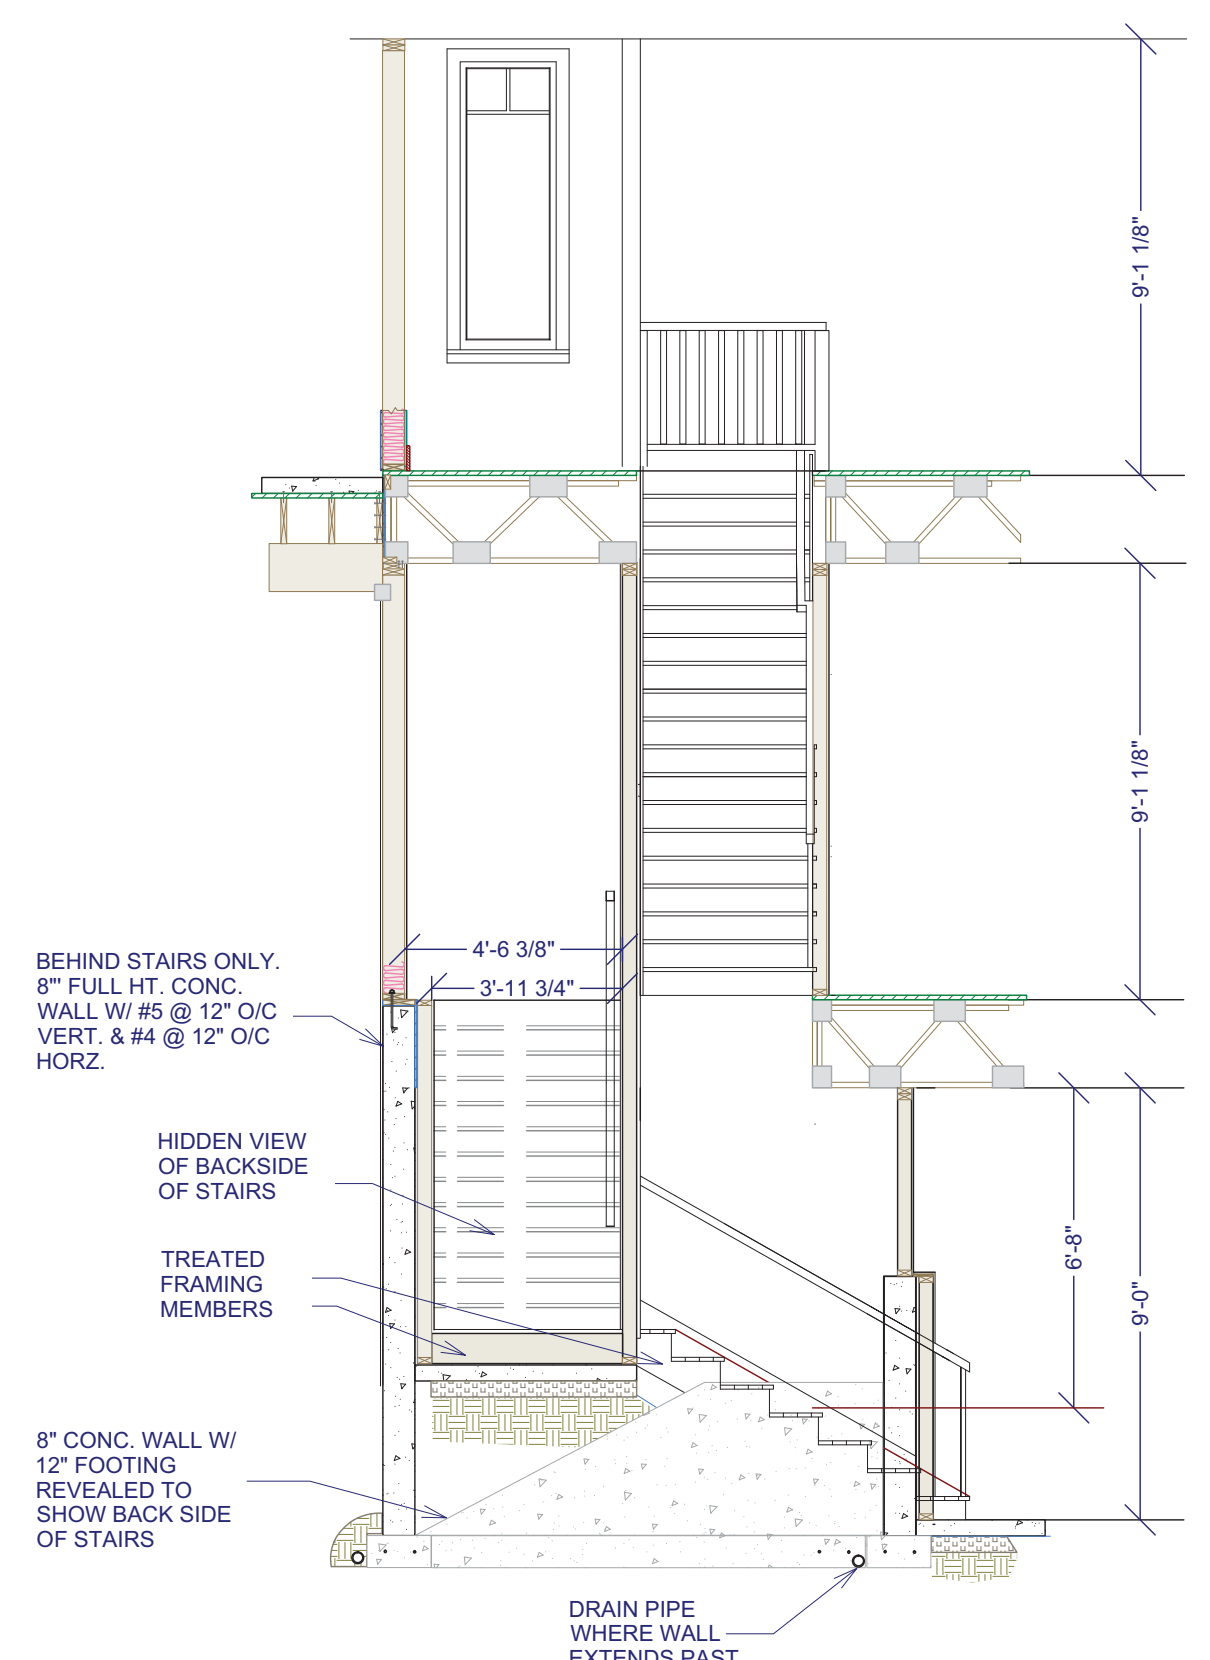 9'-1 1/8"
9'-1 1/8"
4'-6 3/8"
3'-11 3/4"
BEHIND STAIRS ONLY.
8"' FULL HT. CONC.
WALL W/ #5 @ 12" O/C
VERT. & #4 @ 12" O/C
HORZ.
HIDDEN VIEW
OF BACKSIDE
OF STAIRS
6'-8"
9'-0"
TREATED
FRAMING
MEMBERS
8" CONC. WALL W/
12" FOOTING
REVEALED TO
SHOW BACK SIDE
OF STAIRS
DRAIN PIPE
WHERE WALL
EXTENDS PAST